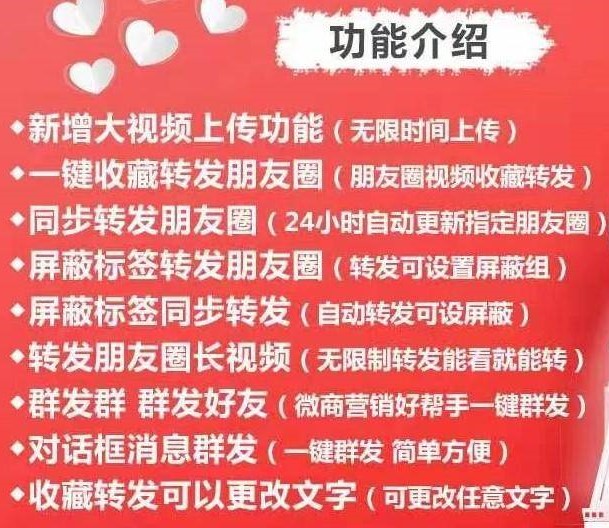 功能介绍
◆新增大视频上传功能（无限时间上传）
◆一键收藏转发朋友圈（朋友圈视频收藏转发）
◆同步转发朋友圈（24小时自动更新指定朋友圈）
◆屏蔽标签转发朋友圈（转发可设置屏蔽组）
◆屏蔽标签同步转发（自动转发可设屏蔽）
◆转发朋友圈长视频（无限制转发能看就能转）
◆群发群 群发好友（微商营销好帮手一键群发）
◆对话框消息群发（一键群发 简单方便）
◆收藏转发可以更改文字（可更改任意文字）